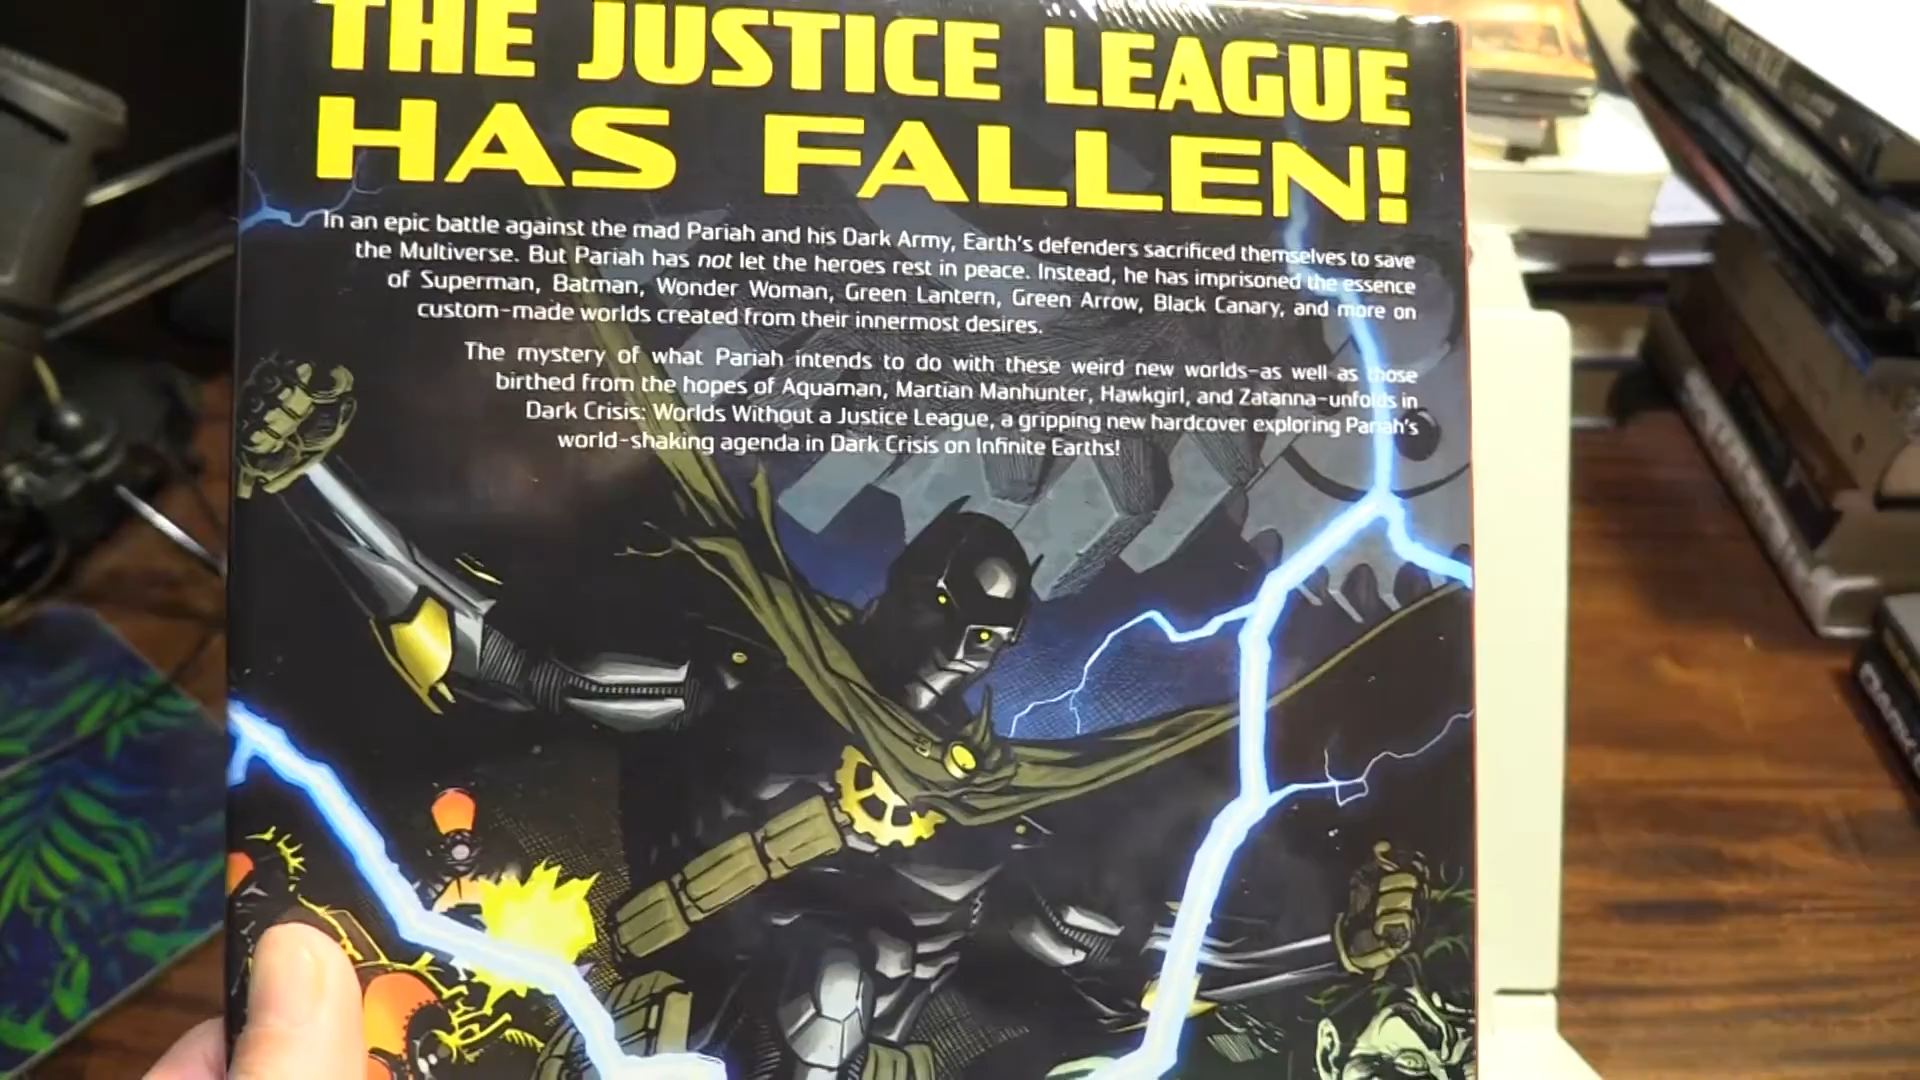 THE JUSTICE LEAGUE
HAS FALLEN!
In an epic battle against the mad Pariah and his Dark Army, Earth's defenders sacrificed themselves to save
the Multiverse. But Pariah has not let the heroes rest in peace. Instead, he has imprisoned the essence
of Superman, Batman, Wonder Woman, Green Lantern, Green Arrow, Black Canary, and more on
custom-made worlds created from their innermost desires.
The mystery of what Pariah intends to do with these weird new worlds-as well as those
birthed from the hopes of Aquaman, Martian Manhunter, Hawkgirl, and Zatanna-unfolds in
Dark Crisis: Worlds Without a Justice League, a gripping new hardcover exploring Pariah's
world-shaking agenda in Dark Crisis on Infinite Earths!